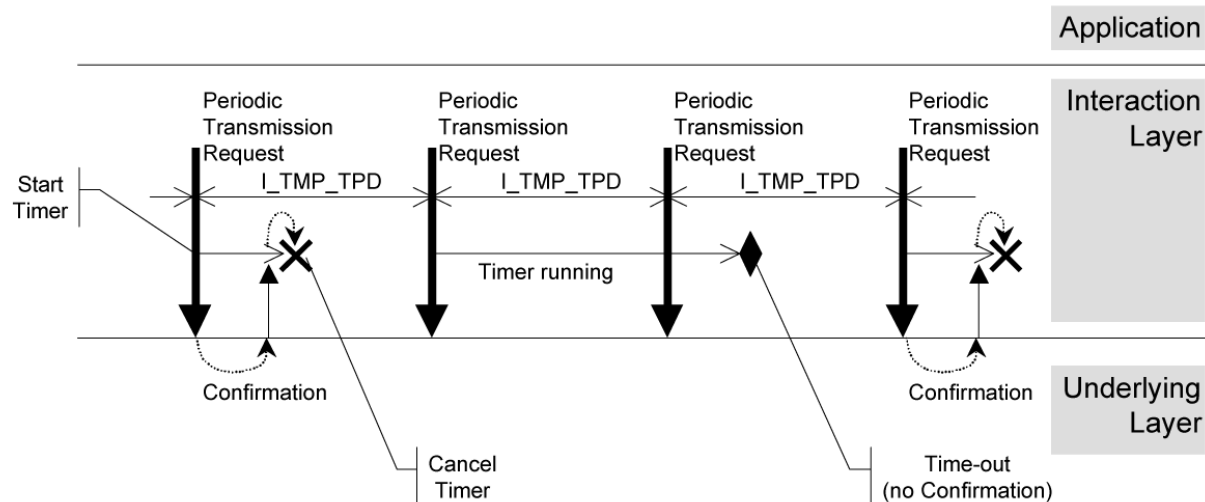 Application
Interaction
Layer
Periodic
Transmission
Request
Periodic
Transmission
Request
Periodic
Transmission
Request
Periodic
Transmission
Request
I_TMP_TPD
I_TMP_TPD
I_TMP_TPD
Start
Timer
Timer running
Confirmation
Confirmation
Underlying
Layer
Cancel
Timer
Time-out
(no Confirmation)